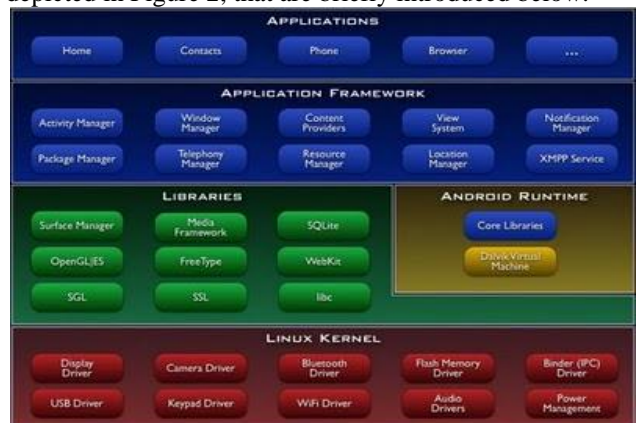 depicted in Figure 2, that are briefly introduced below.
APPLICATIONS
Home
Contacts
Phone
Browser
...
APPLICATION FRAMEWORK
Activity Manager
Window
Manager
Content
Providers
View
System
Notification
Manager
Package Manager
Telephony
Manager
Resource
Manager
Location
Manager
XMPP Service
LIBRARIES
Surface Manager
Media
Framework
SQLite
OpenGL|ES
FreeType
WebKit
SGL
SSL
libc
ANDROID RUNTIME
Core Libraries
Dalvik Virtual
Machine
LINUX KERNEL
Display
Driver
Camera Driver
Bluetooth
Driver
Flash Memory
Driver
Binder (IPC)
Driver
USB Driver
Keypad Driver
WiFi Driver
Audio
Drivers
Power
Management